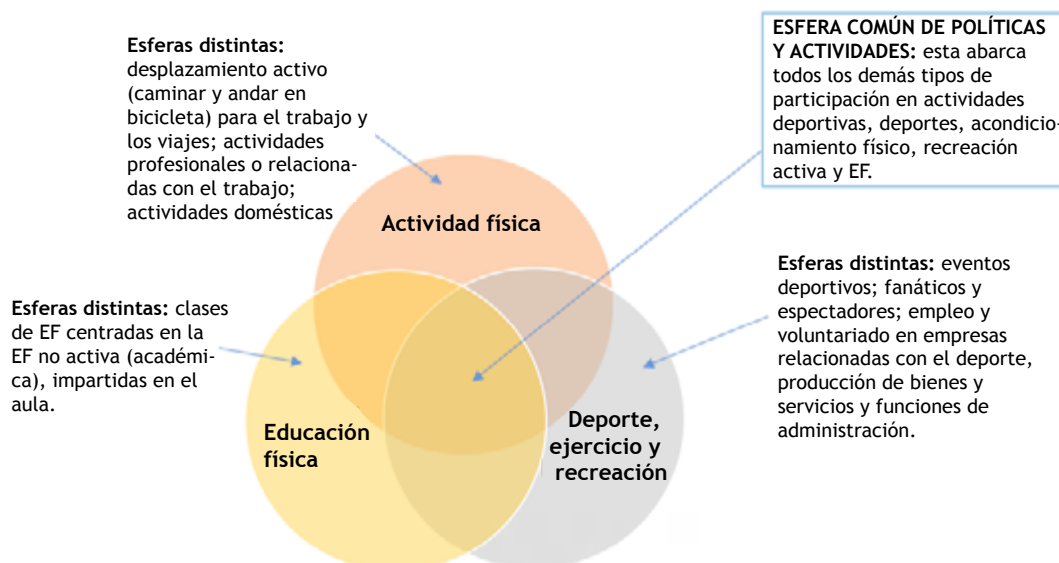 Esferas distintas:
desplazamiento activo
(caminar y andar en
bicicleta) para el trabajo y
los viajes; actividades
profesionales o relaciona-
das con el trabajo;
actividades domésticas
ESFERA COMÚN DE POLÍTICAS
Y ACTIVIDADES: esta abarca
todos los demás tipos de
participación en actividades
deportivas, deportes, acondicio-
namiento físico, recreación
activa y EF.
Actividad física
Esferas distintas: clases
de EF centradas en la
EF no activa (académi-
ca), impartidas en el
aula.
Esferas distintas: eventos
deportivos; fanáticos y
espectadores; empleo y
voluntariado en empresas
relacionadas con el deporte,
producción de bienes y
servicios y funciones de
administración.
Educación
física
Deporte,
ejercicio y
recreación